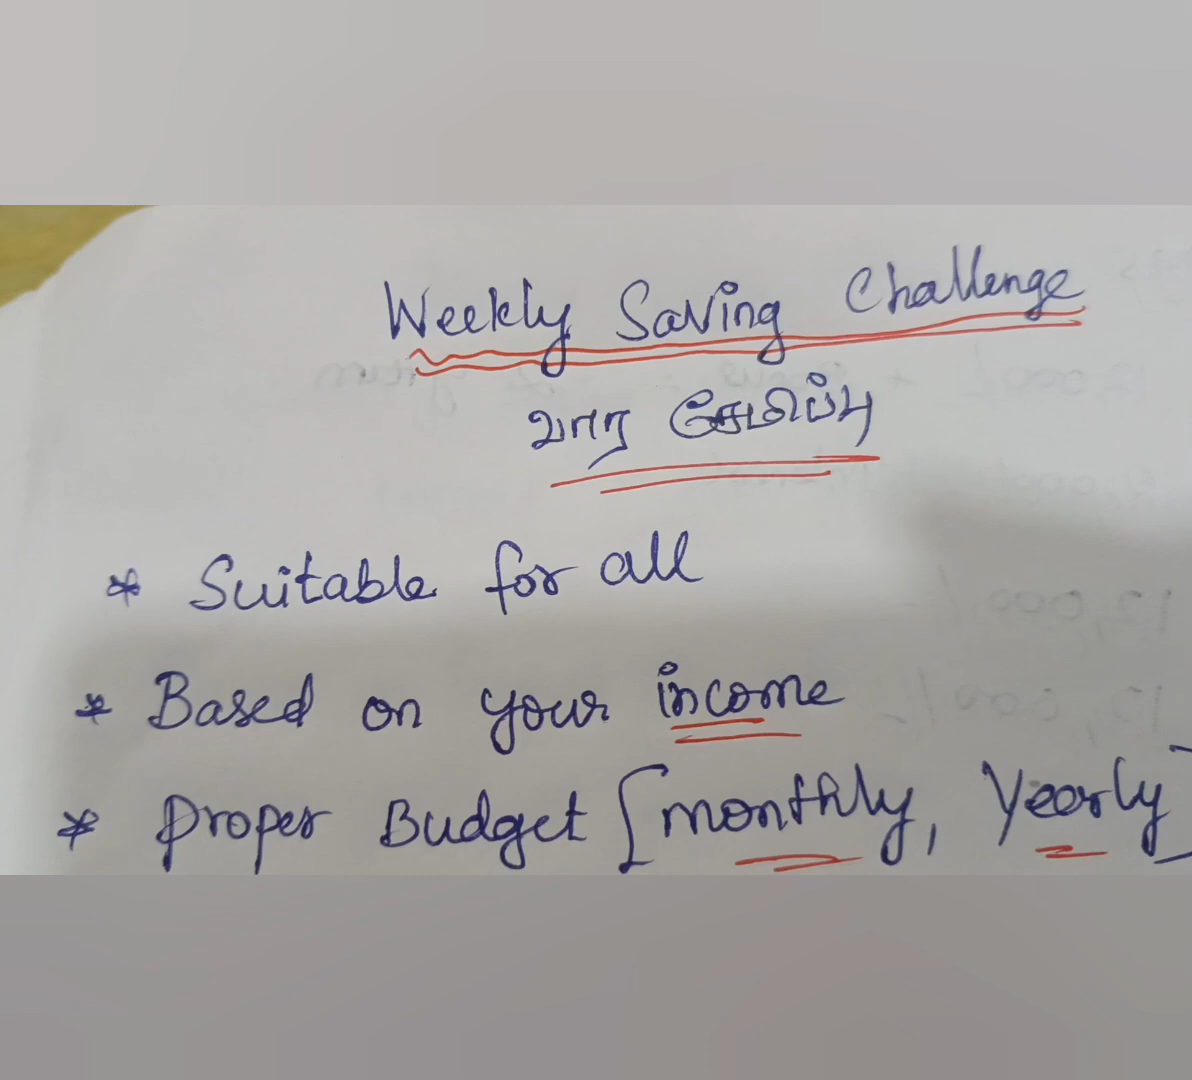 Weekly Saving Challenge
வார சேமிப்பு
* Suitable for all
* Based on your income
* Proper Budget [monthly, Yearly]